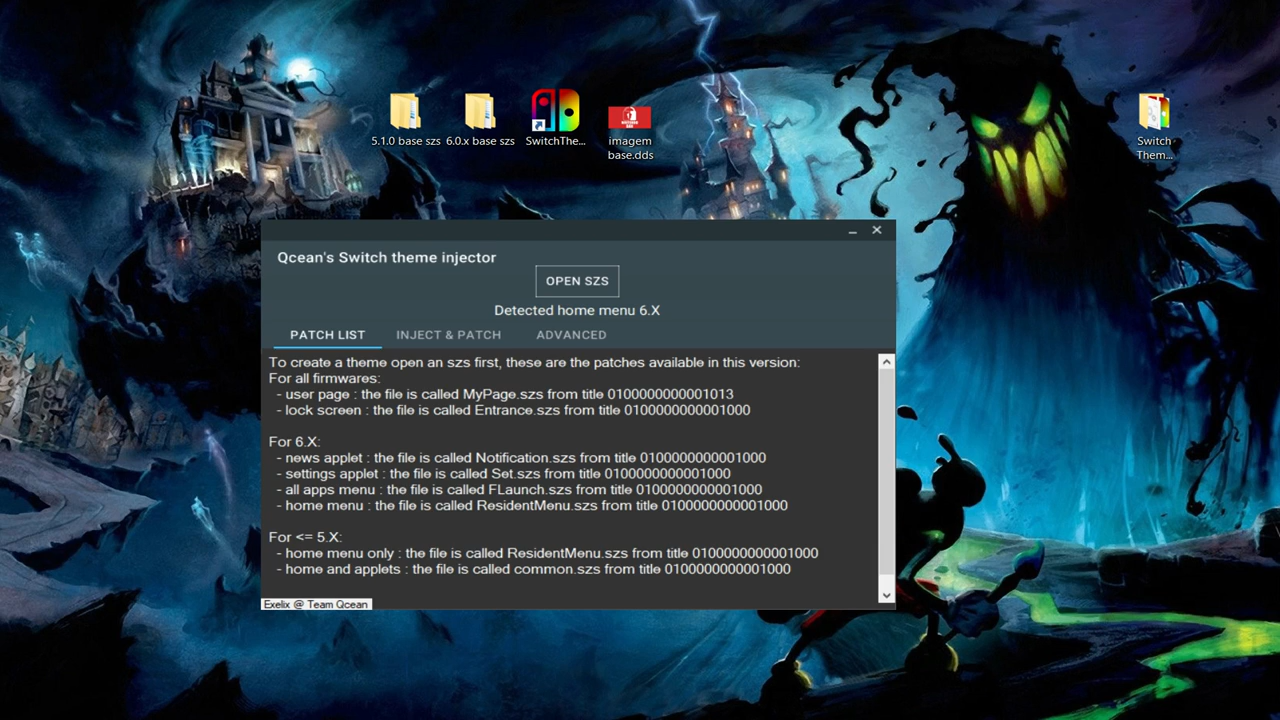 5.1.0 base szs
6.0.x base szs
SwitchThe...
imagem
base.dds
Switch
Them...
Qcean's Switch theme injector
OPEN SZS
Detected home menu 6.X
PATCH LIST
INJECT & PATCH
ADVANCED
To create a theme open an szs first, these are the patches available in this version:
For all firmwares:
- user page : the file is called MyPage.szs from title 0100000000001013
- lock screen : the file is called Entrance.szs from title 0100000000001000
For 6.X:
- news applet : the file is called Notification.szs from title 0100000000001000
- settings applet : the file is called Set.szs from title 0100000000001000
- all apps menu : the file is called FLaunch.szs from title 0100000000001000
- home menu : the file is called ResidentMenu.szs from title 0100000000001000
For <= 5.X:
- home menu only : the file is called ResidentMenu.szs from title 0100000000001000
- home and applets : the file is called common.szs from title 0100000000001000
Exelix @ Team Qcean